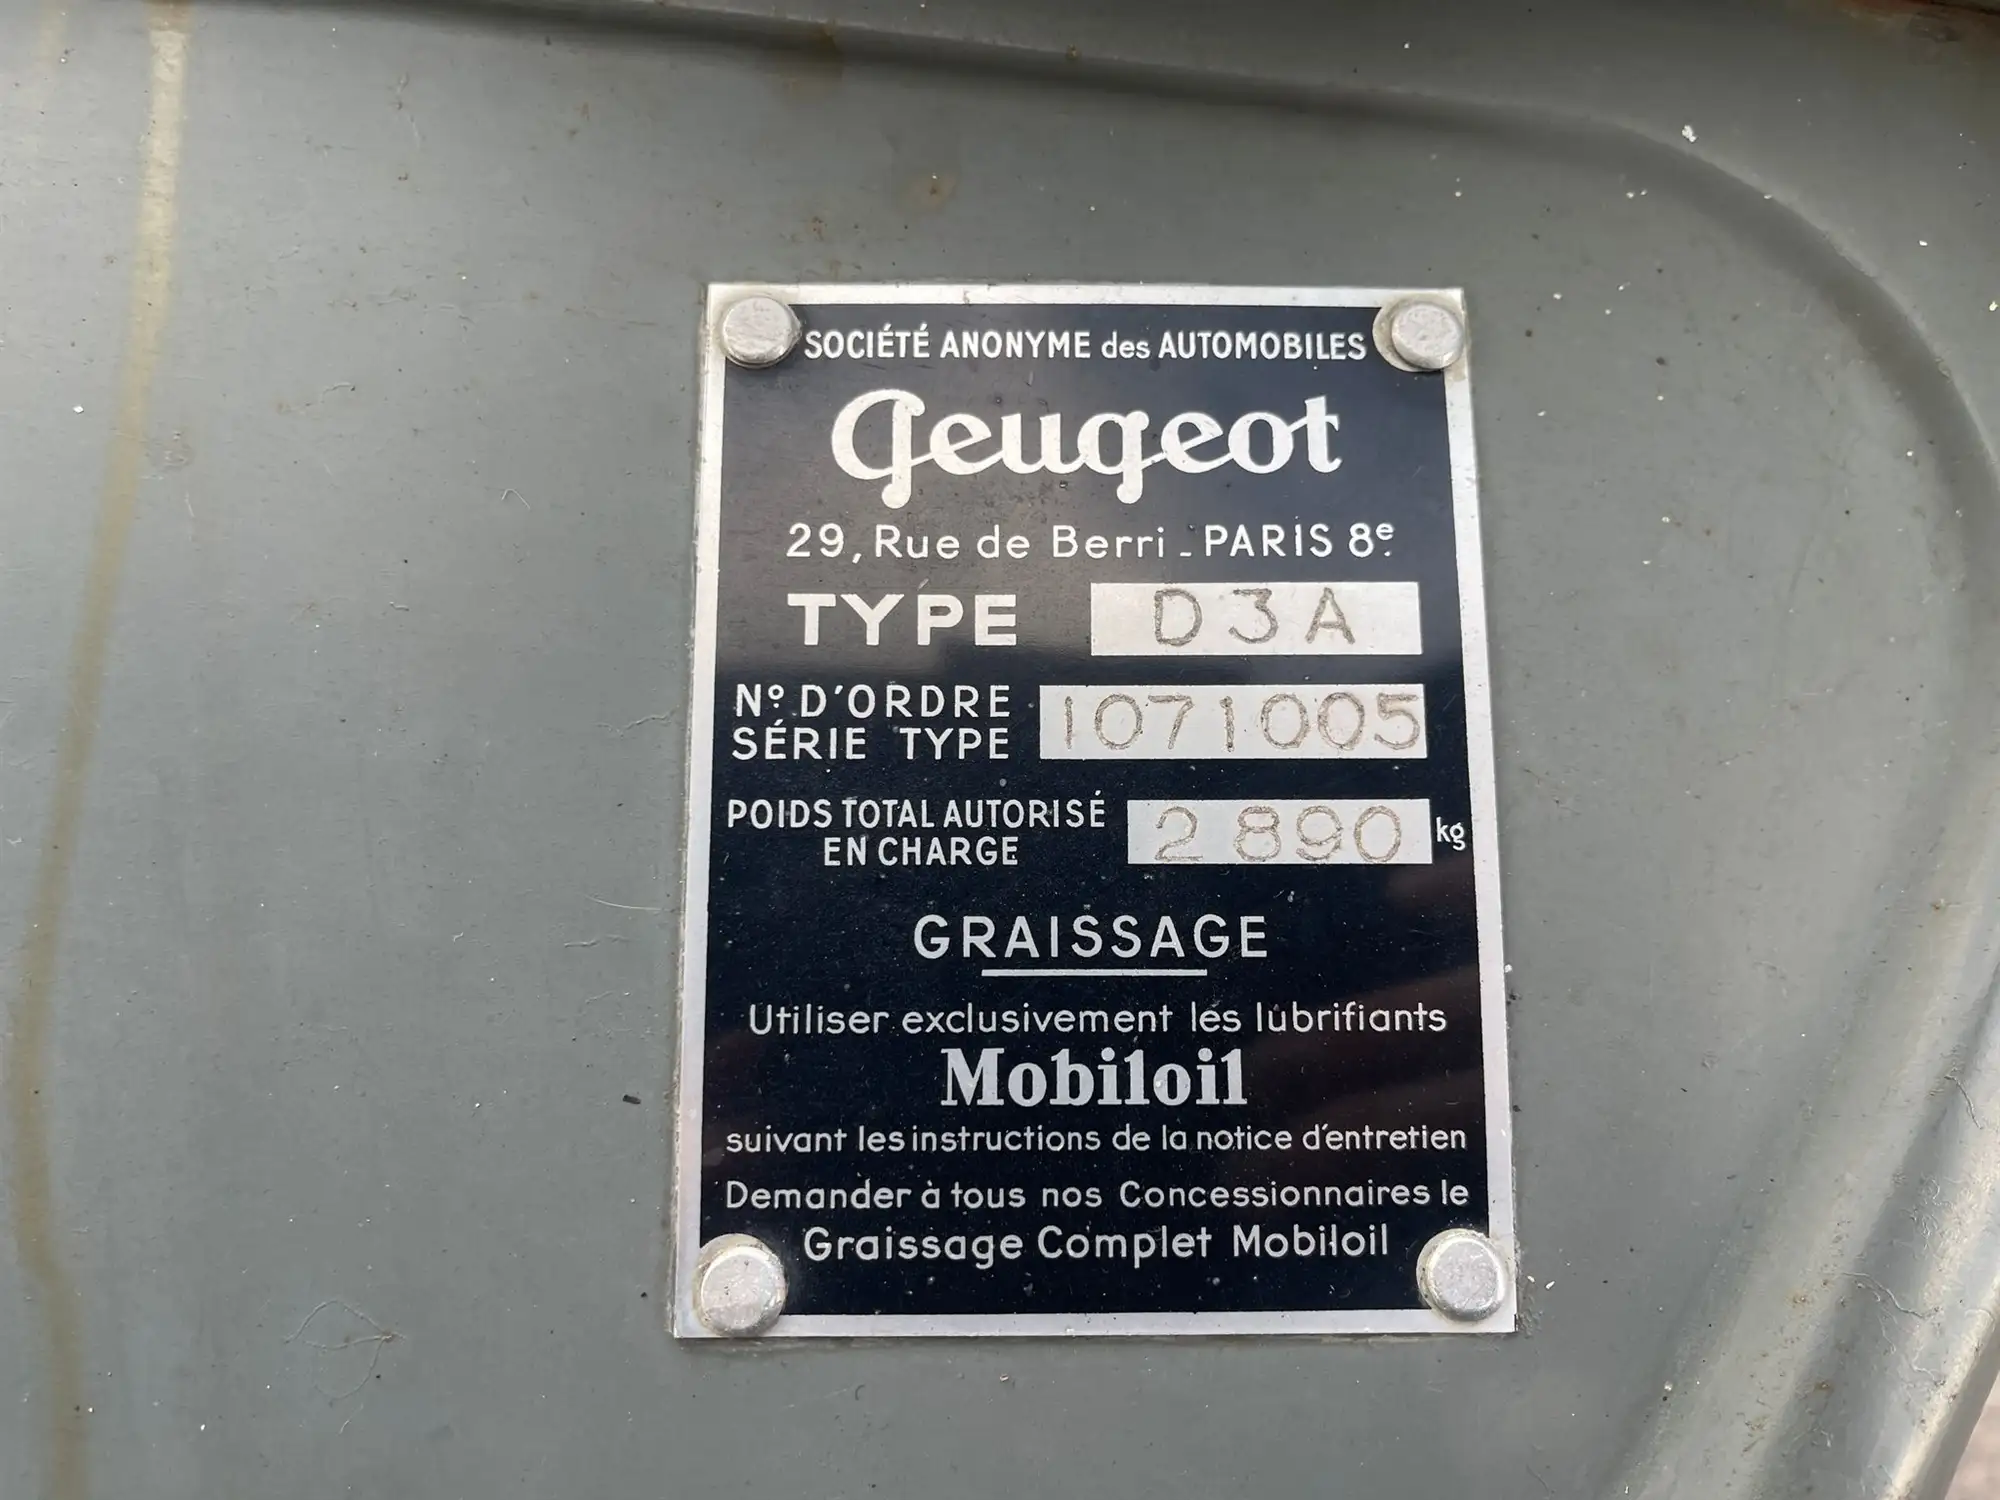 SOCIÉTÉ ANONYME des AUTOMOBILES
Peugeot
29, Rue de Berri - PARIS 8e
TYPE D3A
No D'ORDRE
SÉRIE TYPE 1071005
POIDS TOTAL AUTORISÉ
EN CHARGE 2890 kg
GRAISSAGE
Utiliser exclusivement les lubrifiants
Mobiloil
suivant les instructions de la notice d'entretien
Demander à tous nos Concessionnaires le
Graissage Complet Mobiloil